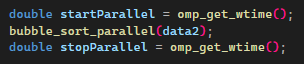 double startParallel = omp_get_wtime();
bubble_sort_parallel(data2);
double stopParallel = omp_get_wtime();